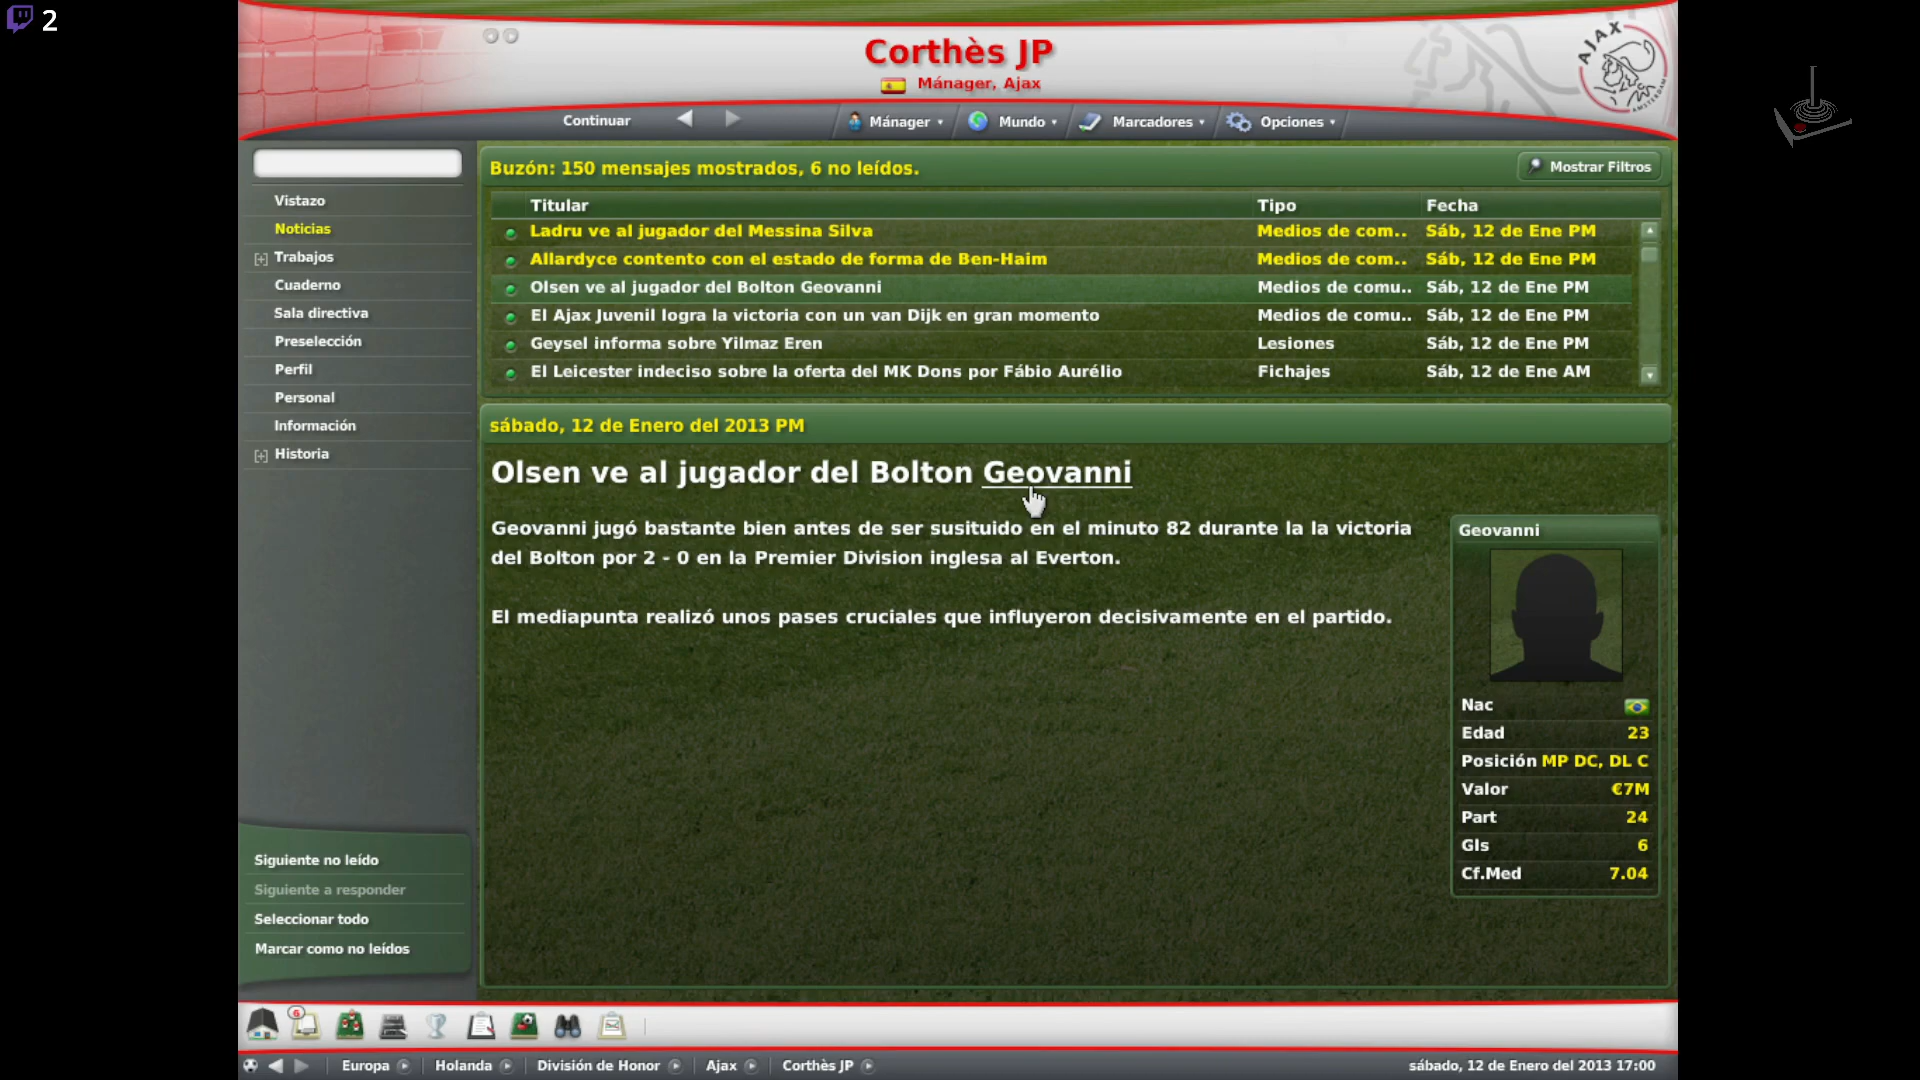 2
Corthès JP
Mánager, Ajax
AJAX
AMSTERDAM
Continuar
Mánager
Mundo
Marcadores
Opciones
Vistazo
Noticias
[+] Trabajos
Cuaderno
Sala directiva
Preselección
Perfil
Personal
Información
[+] Historia
Buzón: 150 mensajes mostrados, 6 no leídos.
Mostrar Filtros
Titular Tipo Fecha
Ladru ve al jugador del Messina Silva Medios de com.. Sáb, 12 de Ene PM
Allardyce contento con el estado de forma de Ben-Haim Medios de com.. Sáb, 12 de Ene PM
Olsen ve al jugador del Bolton Geovanni Medios de comu.. Sáb, 12 de Ene PM
El Ajax Juvenil logra la victoria con un van Dijk en gran momento Medios de comu.. Sáb, 12 de Ene PM
Geysel informa sobre Yilmaz Eren Lesiones Sáb, 12 de Ene PM
El Leicester indeciso sobre la oferta del MK Dons por Fábio Aurélio Fichajes Sáb, 12 de Ene AM
sábado, 12 de Enero del 2013 PM
Olsen ve al jugador del Bolton Geovanni
Geovanni jugó bastante bien antes de ser susituido en el minuto 82 durante la la victoria
del Bolton por 2 - 0 en la Premier Division inglesa al Everton.
El mediapunta realizó unos pases cruciales que influyeron decisivamente en el partido.
Geovanni
Nac
Edad 23
Posición MP DC, DL C
Valor €7M
Part 24
Gls 6
Cf.Med 7.04
Siguiente no leído
Siguiente a responder
Seleccionar todo
Marcar como no leídos
6
Europa
Holanda
División de Honor
Ajax
Corthès JP
sábado, 12 de Enero del 2013 17:00